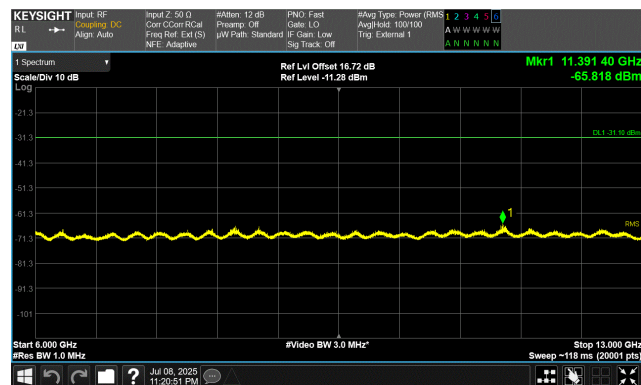 KEYSIGHT
RL
LXI
Input: RF
Coupling: DC
Align: Auto
Input Z: 50 Ω
Corr CCorr RCal
Freq Ref: Ext (S)
NFE: Adaptive
#Atten: 12 dB
Preamp: Off
µW Path: Standard
PNO: Fast
Gate: LO
IF Gain: Low
Sig Track: Off
#Avg Type: Power (RMS
Avg|Hold: 100/100
Trig: External 1
1 2 3 4 5 6
A W W W W W
A N N N N N
1 Spectrum
Scale/Div 10 dB
Log
Ref Lvl Offset 16.72 dB
Ref Level -11.28 dBm
Mkr1 11.391 40 GHz
-65.818 dBm
-21.3
-31.3
DL1 -31.10 dBm
-41.3
-51.3
-61.3
1
RMS
-71.3
-81.3
-91.3
-101
Start 6.000 GHz
#Res BW 1.0 MHz
#Video BW 3.0 MHz*
Stop 13.000 GHz
Sweep ~118 ms (20001 pts)
?
Jul 08, 2025
11:20:51 PM